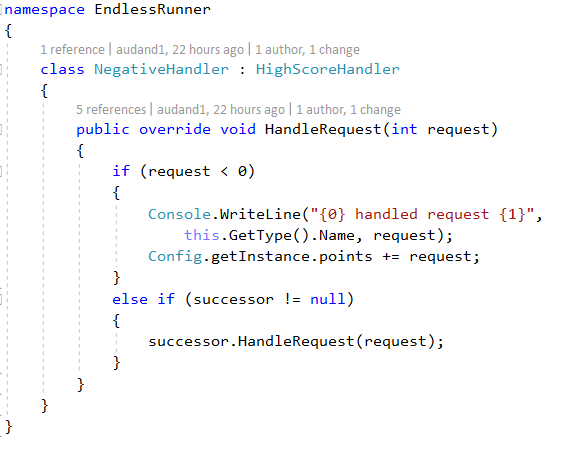 namespace EndlessRunner
{
1 reference | audand1, 22 hours ago | 1 author, 1 change
class NegativeHandler : HighScoreHandler
{
5 references | audand1, 22 hours ago | 1 author, 1 change
public override void HandleRequest(int request)
{
if (request < 0)
{
Console.WriteLine("{0} handled request {1}",
this.GetType().Name, request);
Config.getInstance.points += request;
}
else if (successor != null)
{
successor.HandleRequest(request);
}
}
}
}